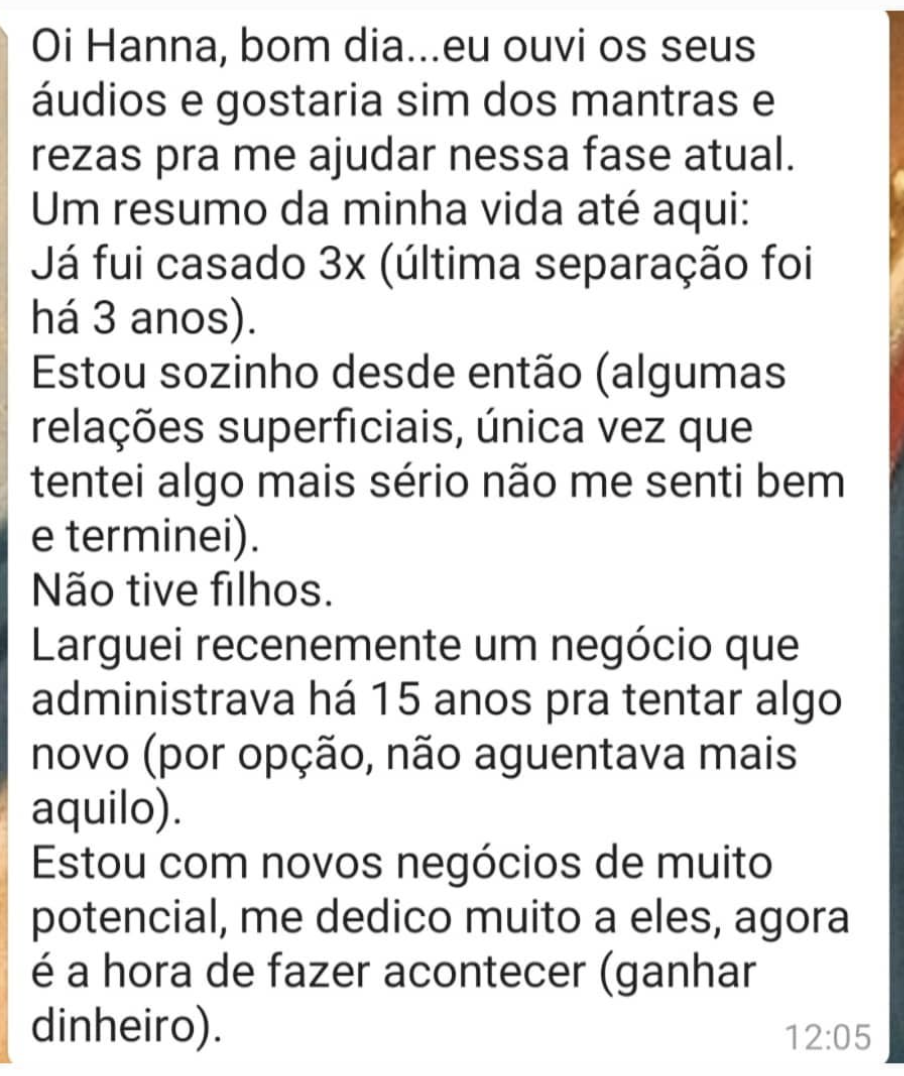 Oi Hanna, bom dia...eu ouvi os seus
áudios e gostaria sim dos mantras e
rezas pra me ajudar nessa fase atual.
Um resumo da minha vida até aqui:
Já fui casado 3x (última separação foi
há 3 anos).
Estou sozinho desde então (algumas
relações superficiais, única vez que
tentei algo mais sério não me senti bem
e terminei).
Não tive filhos.
Larguei recenemente um negócio que
administrava há 15 anos pra tentar algo
novo (por opção, não aguentava mais
aquilo).
Estou com novos negócios de muito
potencial, me dedico muito a eles, agora
é a hora de fazer acontecer (ganhar
dinheiro).
12:05